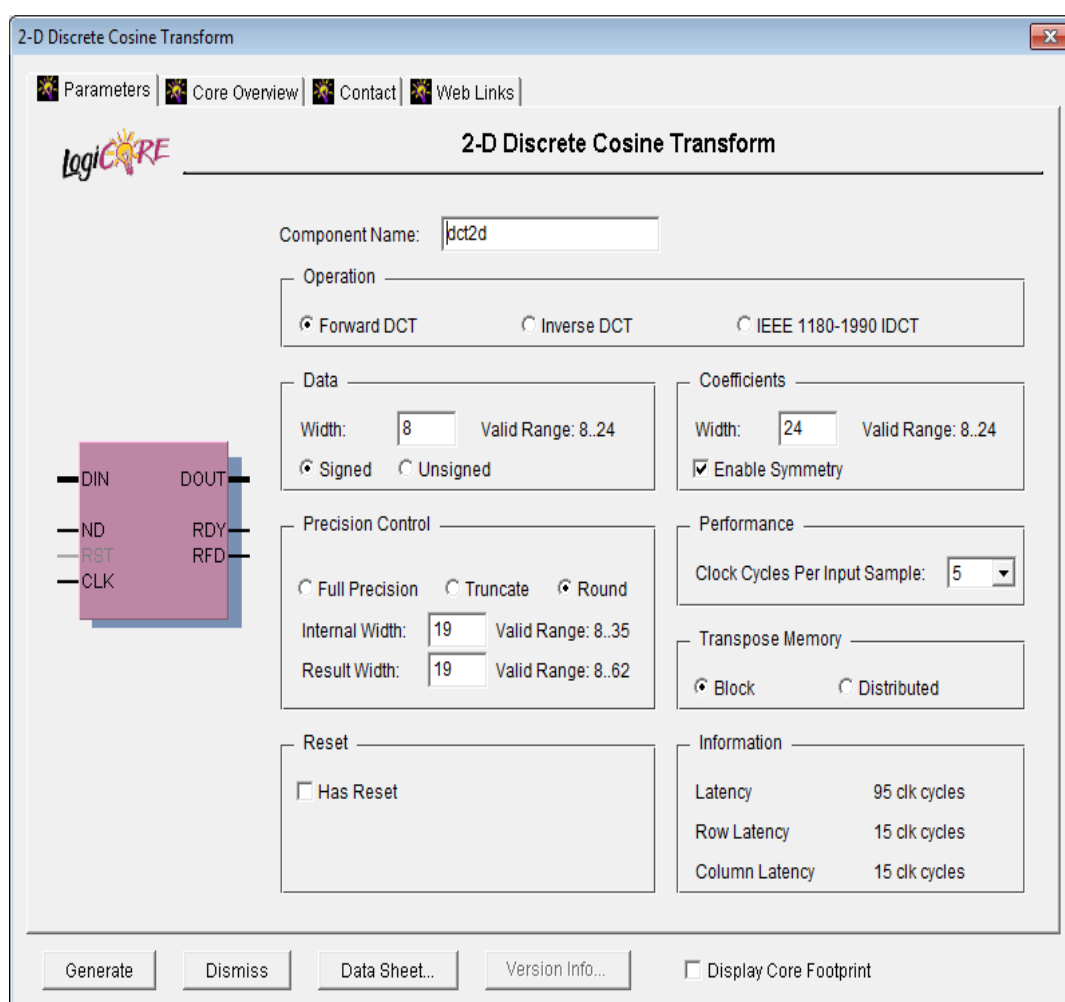 2-D Discrete Cosine Transform
Parameters Core Overview Contact Web Links
LogiCORE
2-D Discrete Cosine Transform
Component Name: dct2d
Operation
Forward DCT Inverse DCT IEEE 1180-1990 IDCT
Data
Width: 8 Valid Range: 8..24
Signed Unsigned
Coefficients
Width: 24 Valid Range: 8..24
Enable Symmetry
DIN DOUT
ND RDY
RST RFD
CLK
Precision Control
Full Precision Truncate Round
Internal Width: 19 Valid Range: 8..35
Result Width: 19 Valid Range: 8..62
Performance
Clock Cycles Per Input Sample: 5
Transpose Memory
Block Distributed
Reset
Has Reset
Information
Latency 95 clk cycles
Row Latency 15 clk cycles
Column Latency 15 clk cycles
Generate Dismiss Data Sheet... Version Info... Display Core Footprint